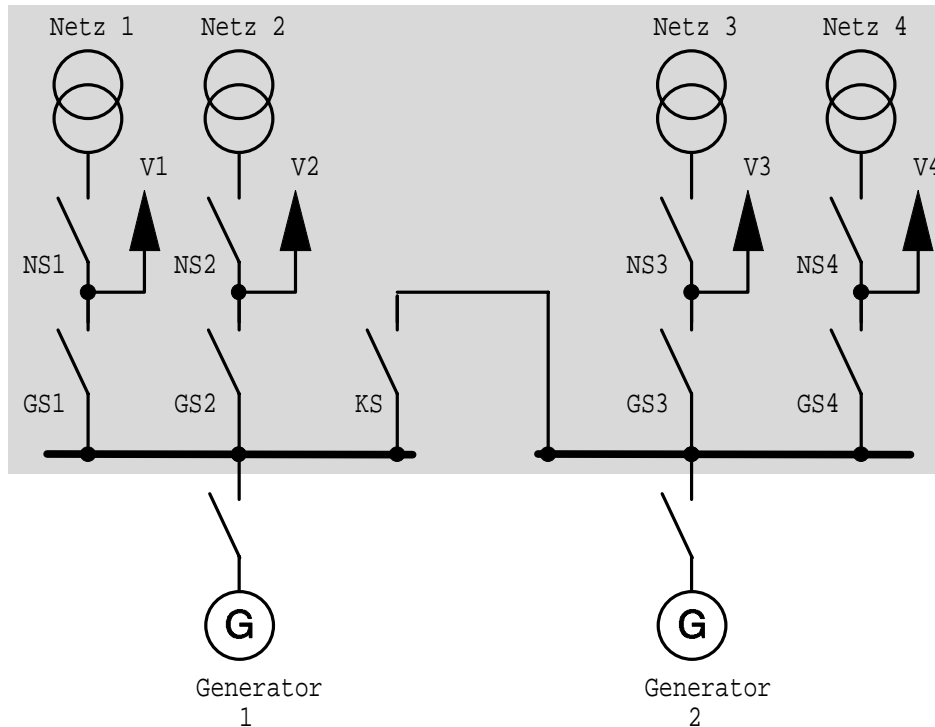 Netz 1 Netz 2 Netz 3 Netz 4
V1 V2 V3 V4
NS1 NS2 NS3 NS4
GS1 GS2 KS GS3 GS4
G G
Generator Generator
1 2